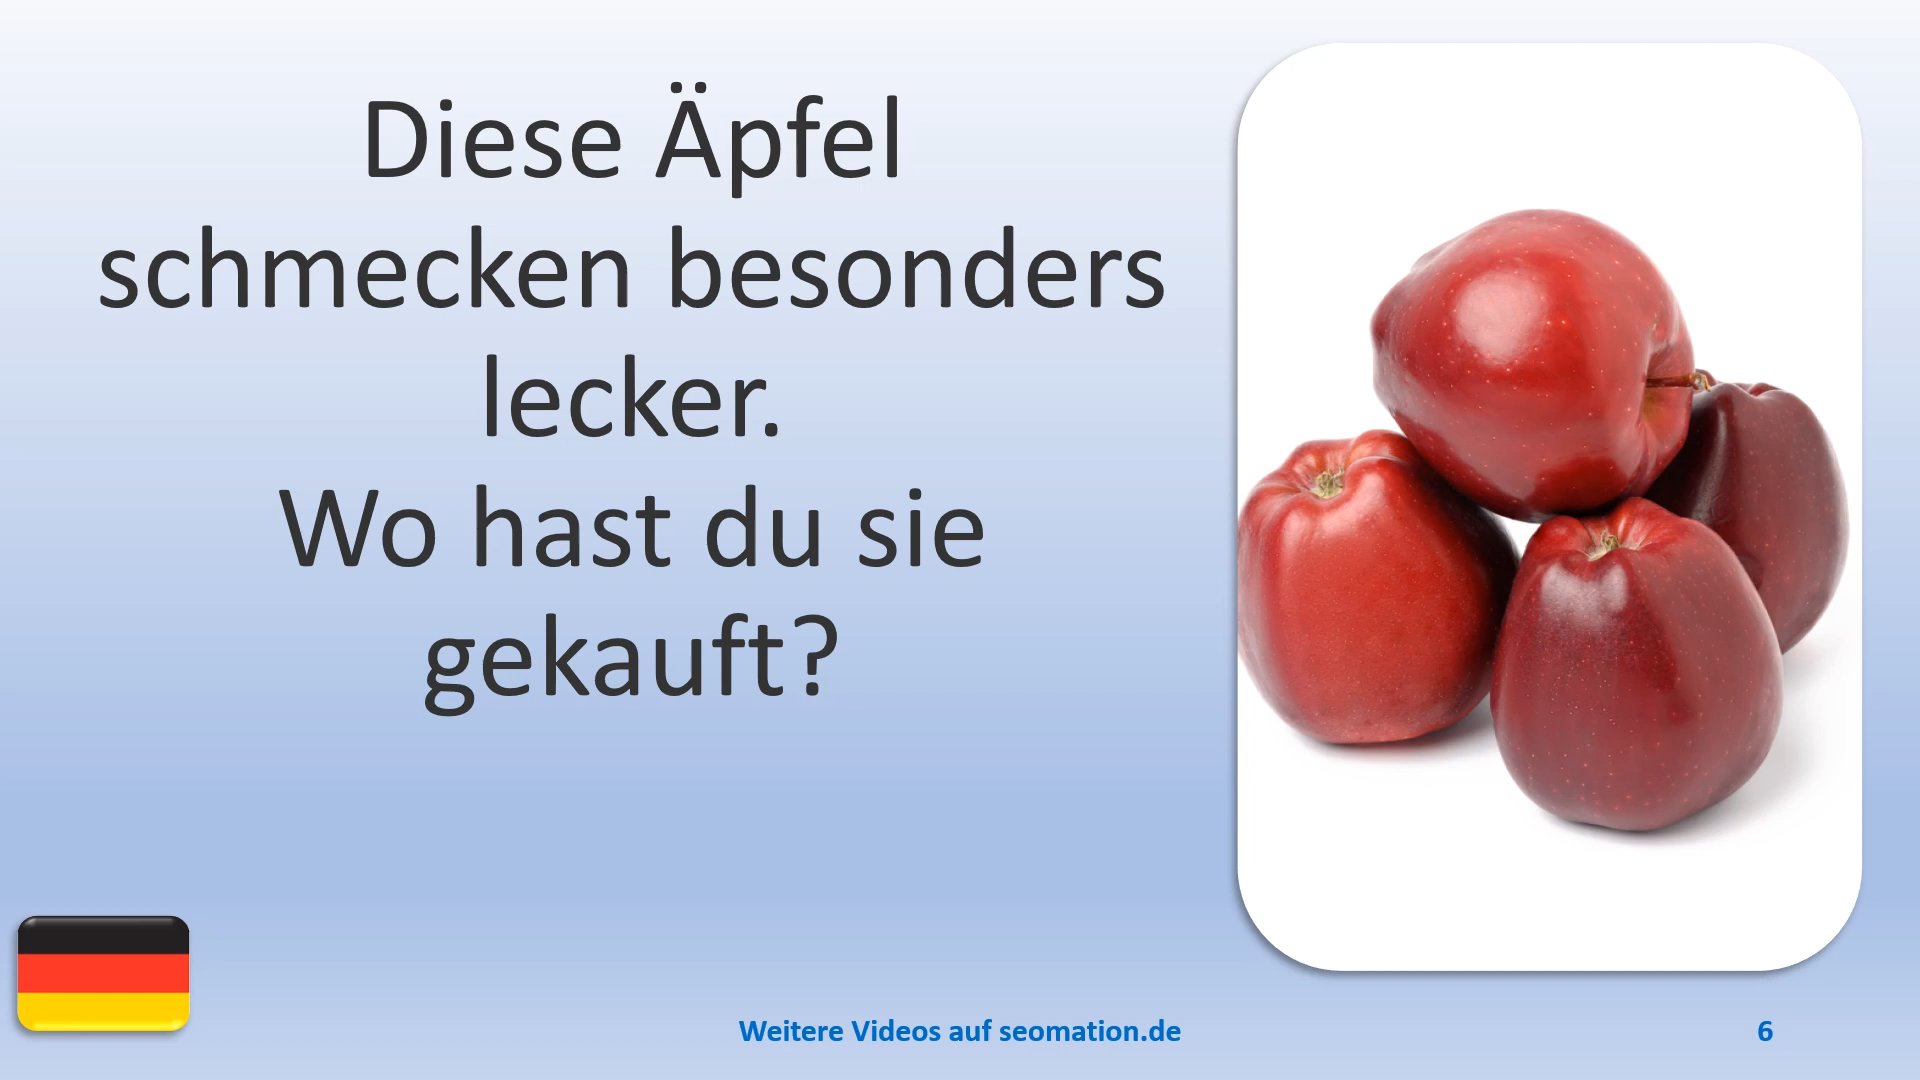 Diese Äpfel
schmecken besonders
lecker.
Wo hast du sie
gekauft?
Weitere Videos auf seomation.de
6